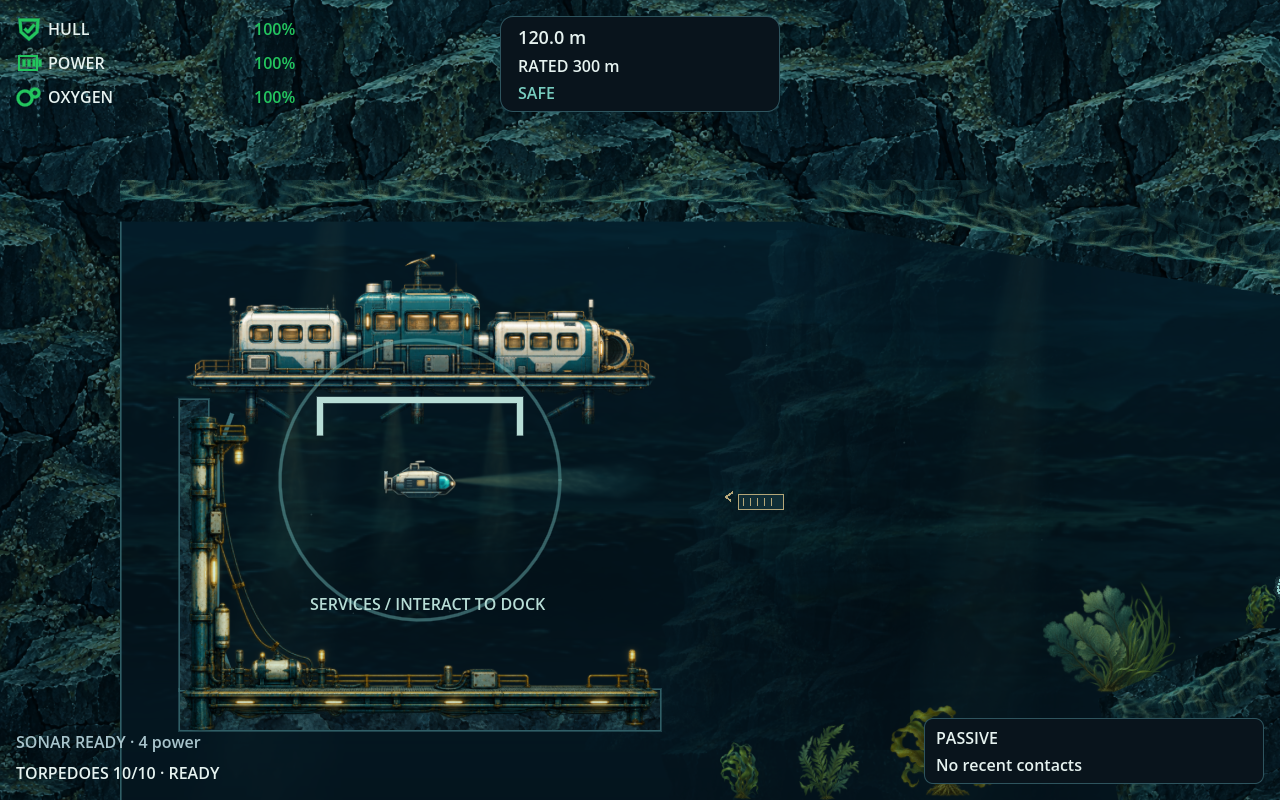 HULL 100%
POWER 100%
OXYGEN 100%
120.0 m
RATED 300 m
SAFE
SERVICES / INTERACT TO DOCK
SONAR READY · 4 power
TORPEDOES 10/10 · READY
PASSIVE
No recent contacts